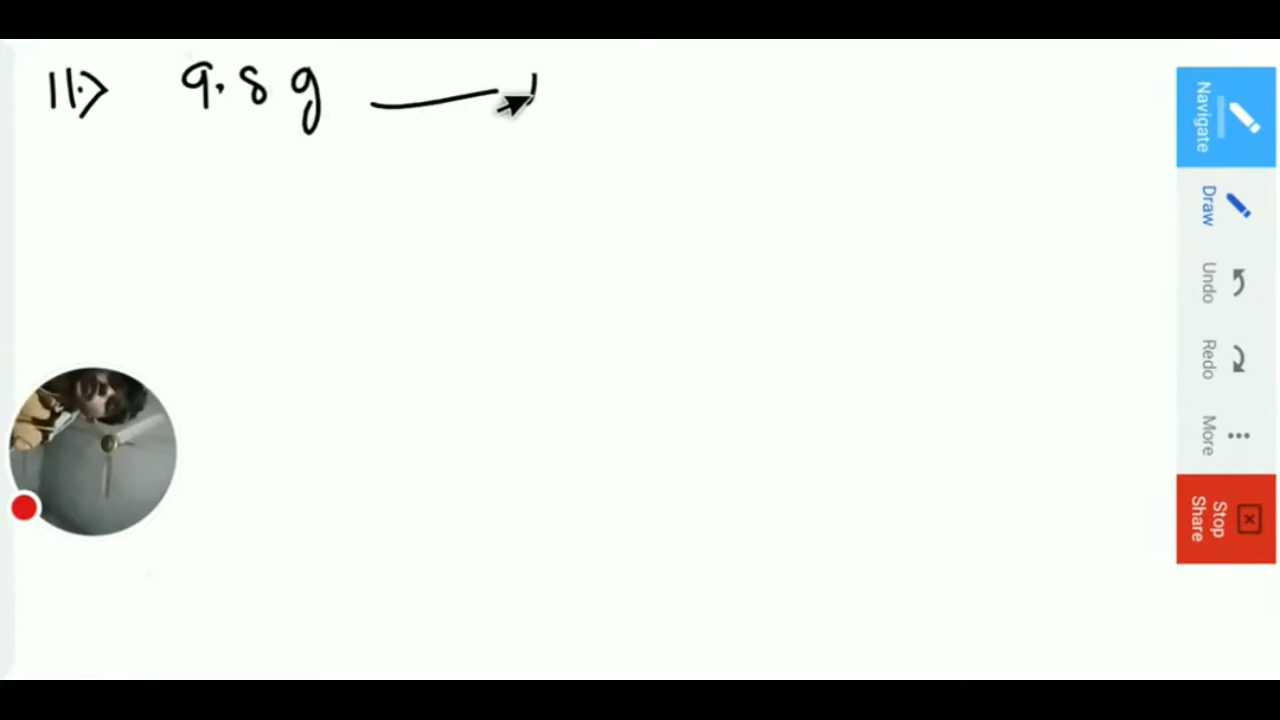 11.> 9.8 g
Navigate
Draw
Undo
Redo
More
Stop
Share